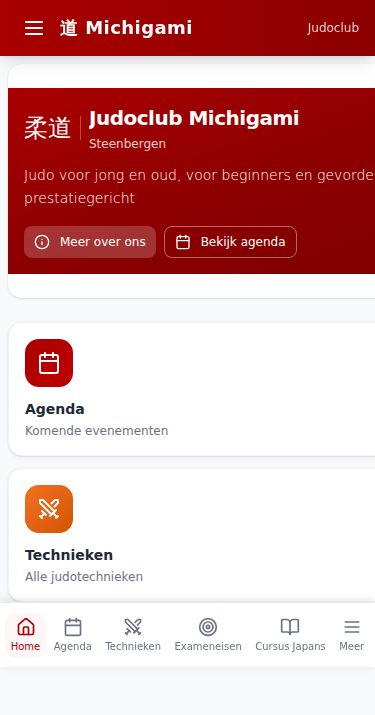 道 Michigami
Judoclub
柔道
Judoclub Michigami
Steenbergen
Judo voor jong en oud, voor beginners en gevorde
prestatiegericht
Meer over ons
Bekijk agenda
Agenda
Komende evenementen
Technieken
Alle judotechnieken
Home
Agenda
Technieken
Exameneisen
Cursus Japans
Meer